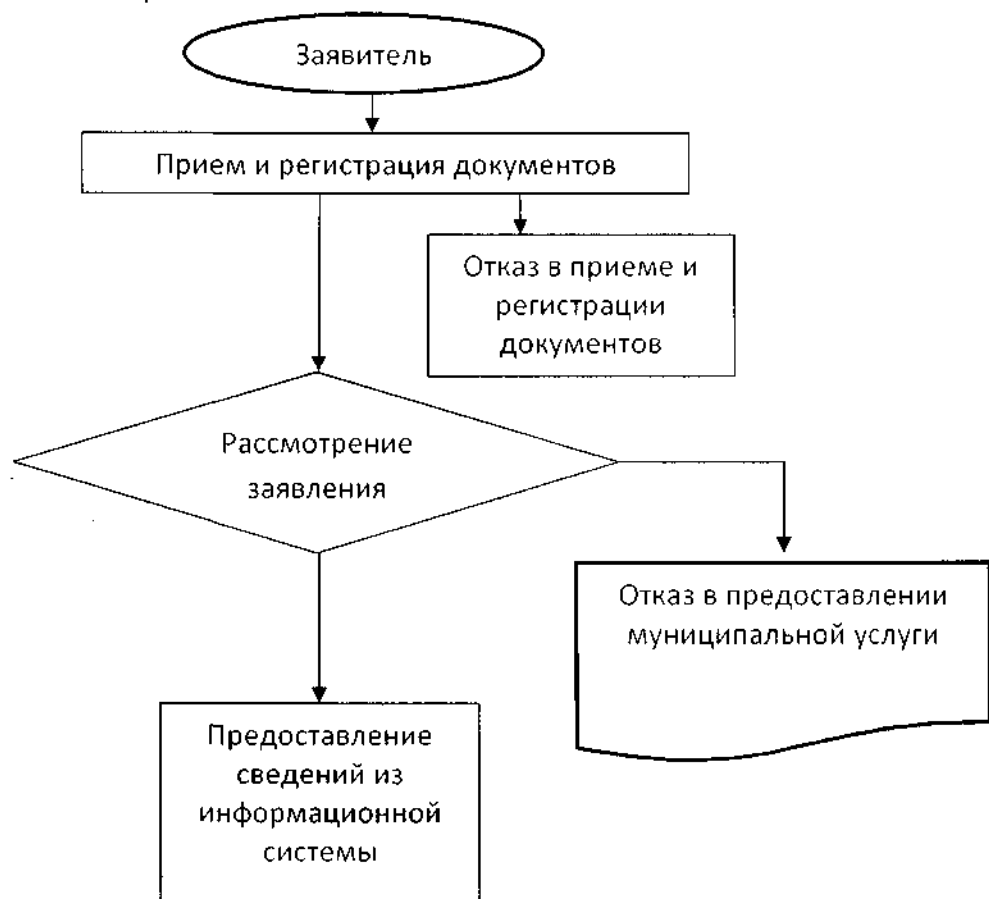 Заявитель
Прием и регистрация документов
Отказ в приеме и
регистрации
документов
Рассмотрение
заявления
Отказ в предоставлении
муниципальной услуги
Предоставление
сведений из
информационной
системы